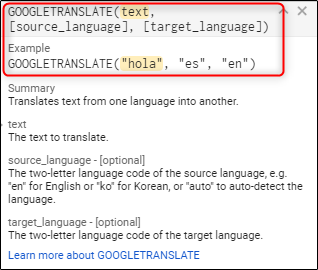 GOOGLETRANSLATE(text,
[source_language], [target_language])
Example
GOOGLETRANSLATE("hola", "es", "en")
Summary
Translates text from one language into another.
text
The text to translate.
source_language - [optional]
The two-letter language code of the source language, e.g.
"en" for English or "ko" for Korean, or "auto" to auto-detect the
language.
target_language - [optional]
The two-letter language code of the target language.
Learn more about GOOGLETRANSLATE